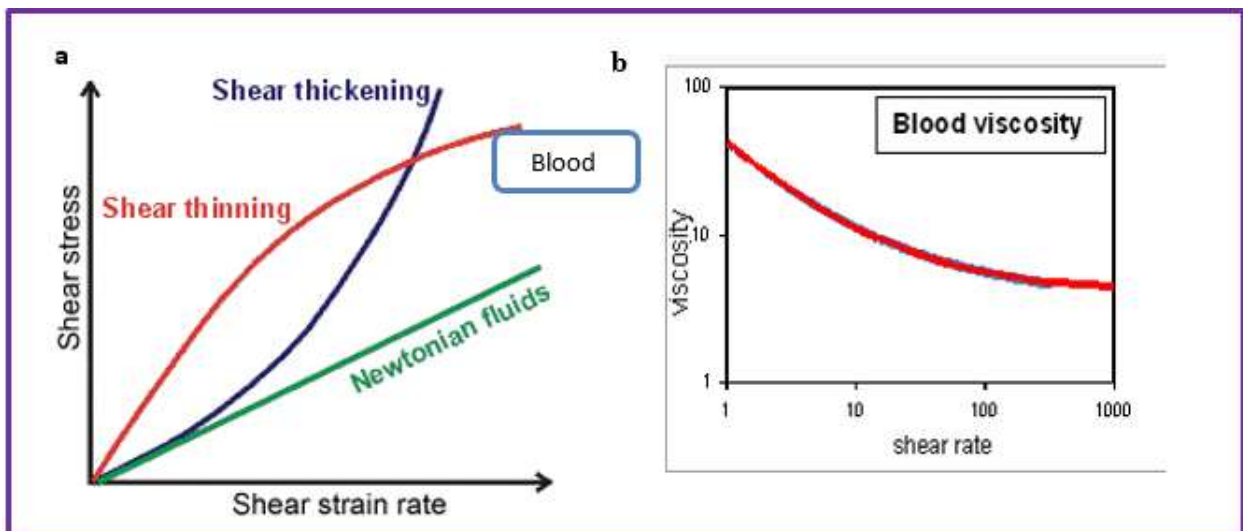 a
Shear thickening
Blood
Shear thinning
Shear stress
Newtonian fluids
Shear strain rate
b
100
Blood viscosity
viscosity
10
1
1
10
100
1000
shear rate